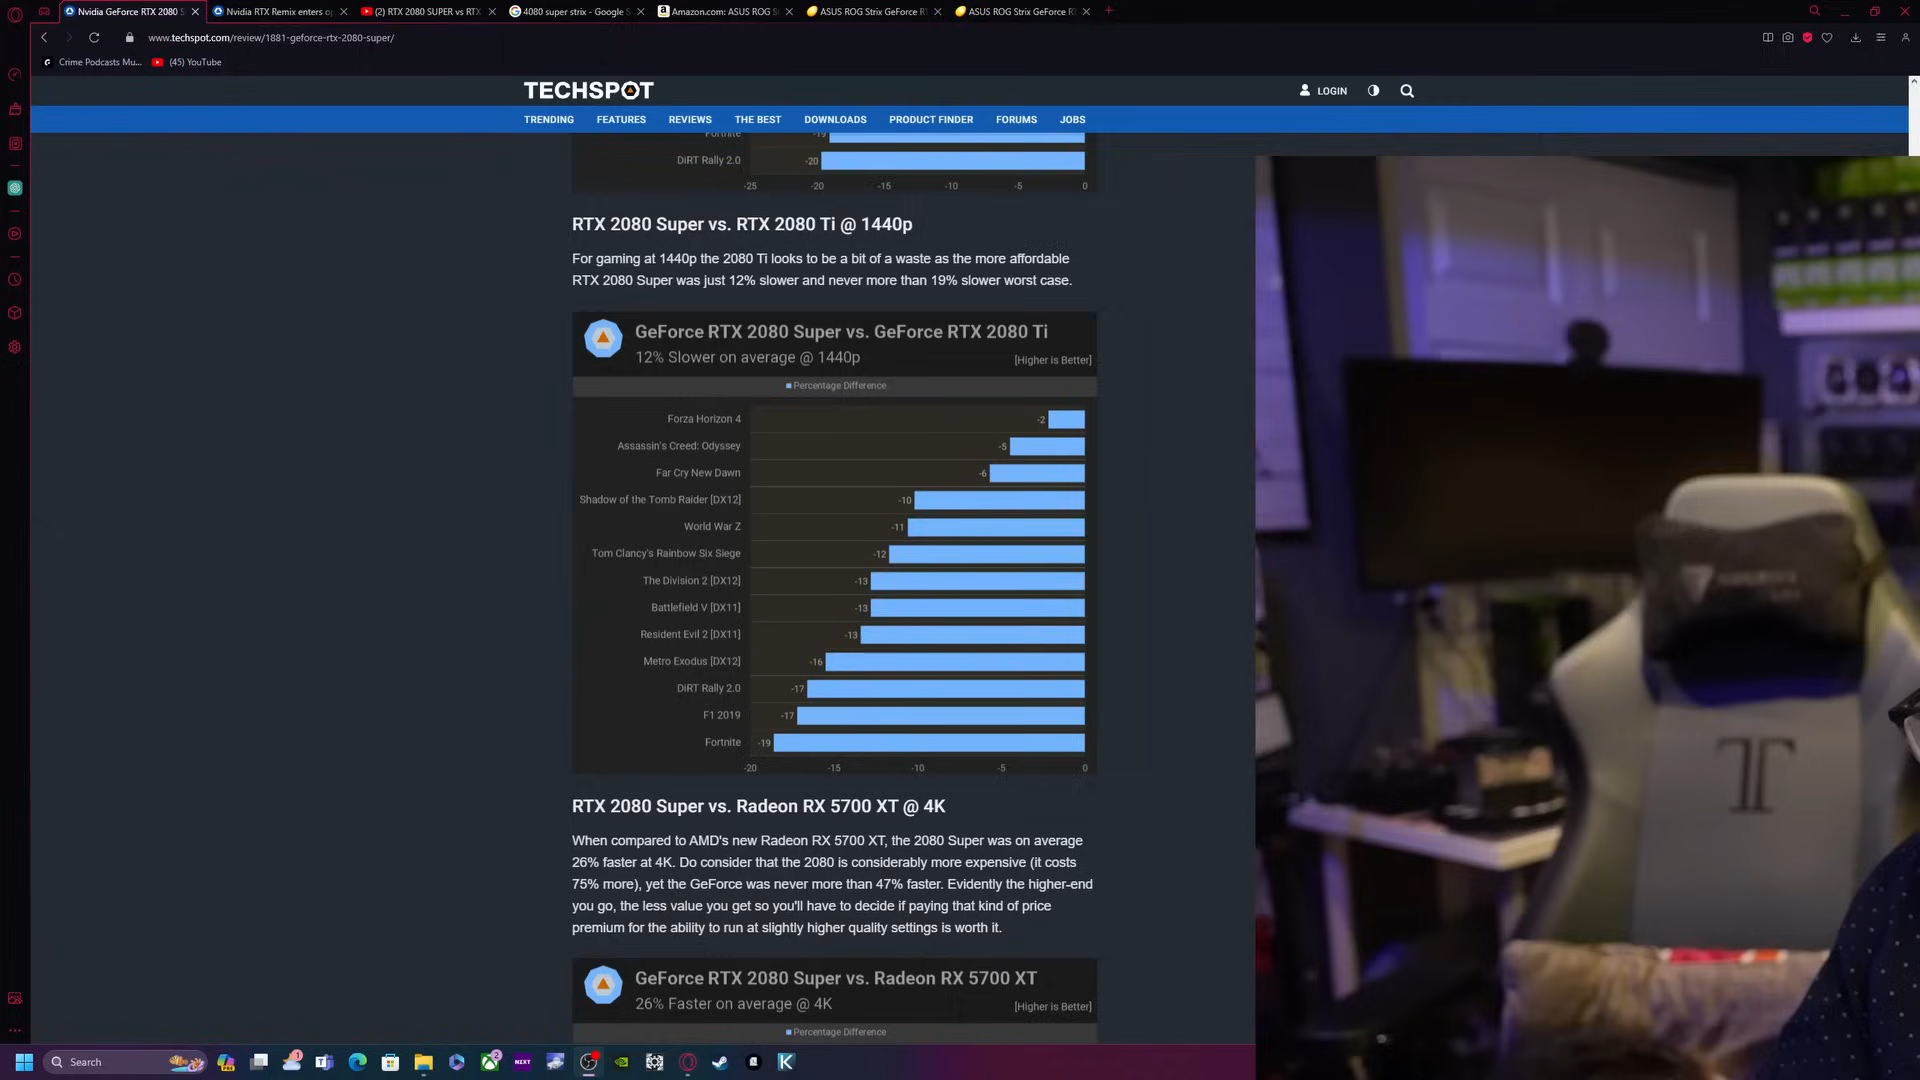 Nvidia GeForce RTX 2080 S
Nvidia RTX Remix enters op
(2) RTX 2080 SUPER vs RTX
4080 super strix - Google S
Amazon.com: ASUS ROG S
ASUS ROG Strix GeForce RT
ASUS ROG Strix GeForce R
www.techspot.com/review/1881-geforce-rtx-2080-super/
Crime Podcasts Mu...
(45) YouTube
TECHSPOT
LOGIN
TRENDING
FEATURES
REVIEWS
THE BEST
DOWNLOADS
PRODUCT FINDER
FORUMS
JOBS
Fortnite -19
DiRT Rally 2.0 -20
-25 -20 -15 -10 -5 0
RTX 2080 Super vs. RTX 2080 Ti @ 1440p
For gaming at 1440p the 2080 Ti looks to be a bit of a waste as the more affordable
RTX 2080 Super was just 12% slower and never more than 19% slower worst case.
GeForce RTX 2080 Super vs. GeForce RTX 2080 Ti
12% Slower on average @ 1440p
[Higher is Better]
Percentage Difference
Forza Horizon 4 -2
Assassin's Creed: Odyssey -5
Far Cry New Dawn -6
Shadow of the Tomb Raider [DX12] -10
World War Z -11
Tom Clancy's Rainbow Six Siege -12
The Division 2 [DX12] -13
Battlefield V [DX11] -13
Resident Evil 2 [DX11] -13
Metro Exodus [DX12] -16
DiRT Rally 2.0 -17
F1 2019 -17
Fortnite -19
-20 -15 -10 -5 0
RTX 2080 Super vs. Radeon RX 5700 XT @ 4K
When compared to AMD's new Radeon RX 5700 XT, the 2080 Super was on average
26% faster at 4K. Do consider that the 2080 is considerably more expensive (it costs
75% more), yet the GeForce was never more than 47% faster. Evidently the higher-end
you go, the less value you get so you'll have to decide if paying that kind of price
premium for the ability to run at slightly higher quality settings is worth it.
GeForce RTX 2080 Super vs. Radeon RX 5700 XT
26% Faster on average @ 4K
[Higher is Better]
Percentage Difference
Search
1
2
NZXT
K